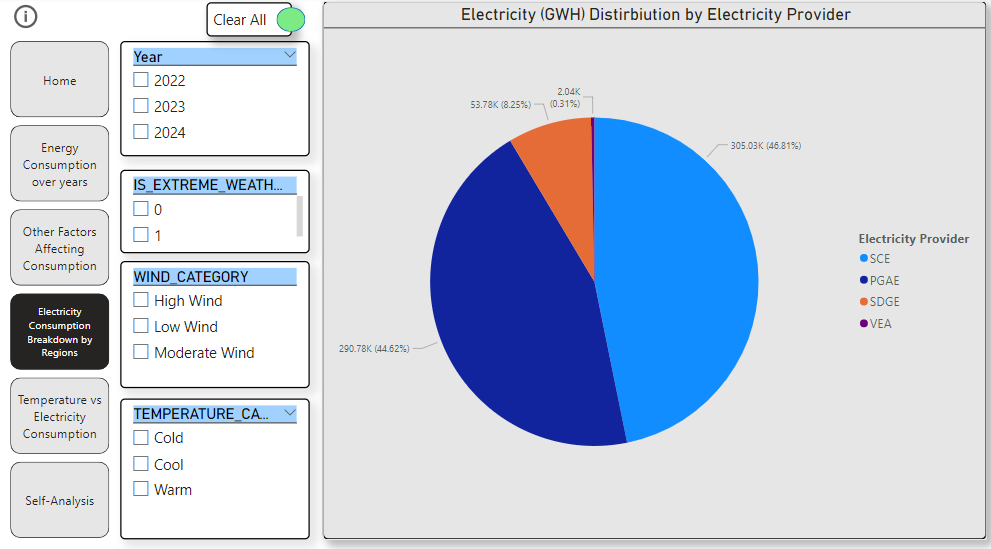 i
Clear All
Home
Energy
Consumption
over years
Other Factors
Affecting
Consumption
Electricity
Consumption
Breakdown by
Regions
Temperature vs
Electricity
Consumption
Self-Analysis
Year
2022
2023
2024
IS_EXTREME_WEATH...
0
1
WIND_CATEGORY
High Wind
Low Wind
Moderate Wind
TEMPERATURE_CA...
Cold
Cool
Warm
Electricity (GWH) Distirbiution by Electricity Provider
2.04K
(0.31%)
53.78K (8.25%)
305.03K (46.81%)
290.78K (44.62%)
Electricity Provider
SCE
PGAE
SDGE
VEA